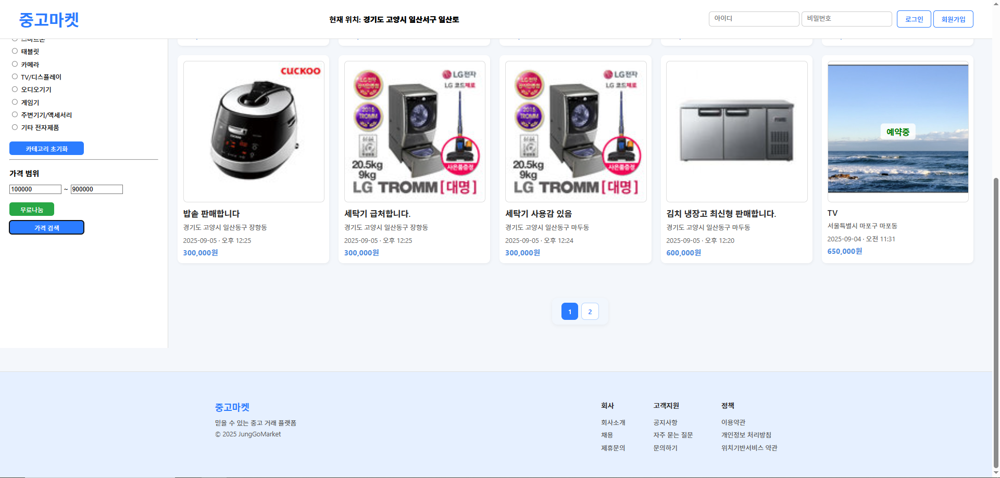 중고마켓
현재 위치: 경기도 고양시 일산서구 일산로
아이디
비밀번호
로그인
회원가입
스마트폰
태블릿
카메라
TV/디스플레이
오디오기기
게임기
주변기기/액세서리
기타 전자제품
카테고리 초기화
가격 범위
100000 ~ 900000
무료나눔
가격 검색
CUCKOO
밥솥 판매합니다
경기도 고양시 일산동구 장항동
2025-09-05 · 오후 12:25
300,000원
LG전자
LG 코드제로
2015
TROMM
20.5kg
9kg
사은품증정
LG TROMM [대명]
세탁기 급처합니다.
경기도 고양시 일산동구 장항동
2025-09-05 · 오후 12:25
300,000원
LG전자
LG 코드제로
2015
TROMM
20.5kg
9kg
사은품증정
LG TROMM [대명]
세탁기 사용감 있음
경기도 고양시 일산동구 마두동
2025-09-05 · 오후 12:24
300,000원
김치 냉장고 최신형 판매합니다.
경기도 고양시 일산동구 마두동
2025-09-05 · 오후 12:20
600,000원
예약중
TV
서울특별시 마포구 마포동
2025-09-04 · 오전 11:31
650,000원
1 2
중고마켓
믿을 수 있는 중고 거래 플랫폼
© 2025 JungGoMarket
회사
회사소개
채용
제휴문의
고객지원
공지사항
자주 묻는 질문
문의하기
정책
이용약관
개인정보 처리방침
위치기반서비스 약관